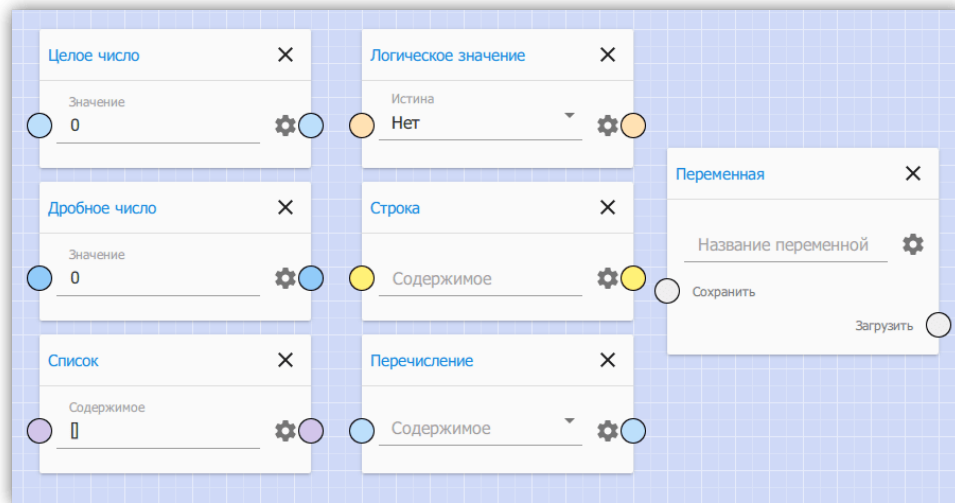 Целое число
Значение
0
Логическое значение
Истина
Нет
Дробное число
Значение
0
Строка
Содержимое
Переменная
Название переменной
Сохранить
Загрузить
Список
Содержимое
[]
Перечисление
Содержимое